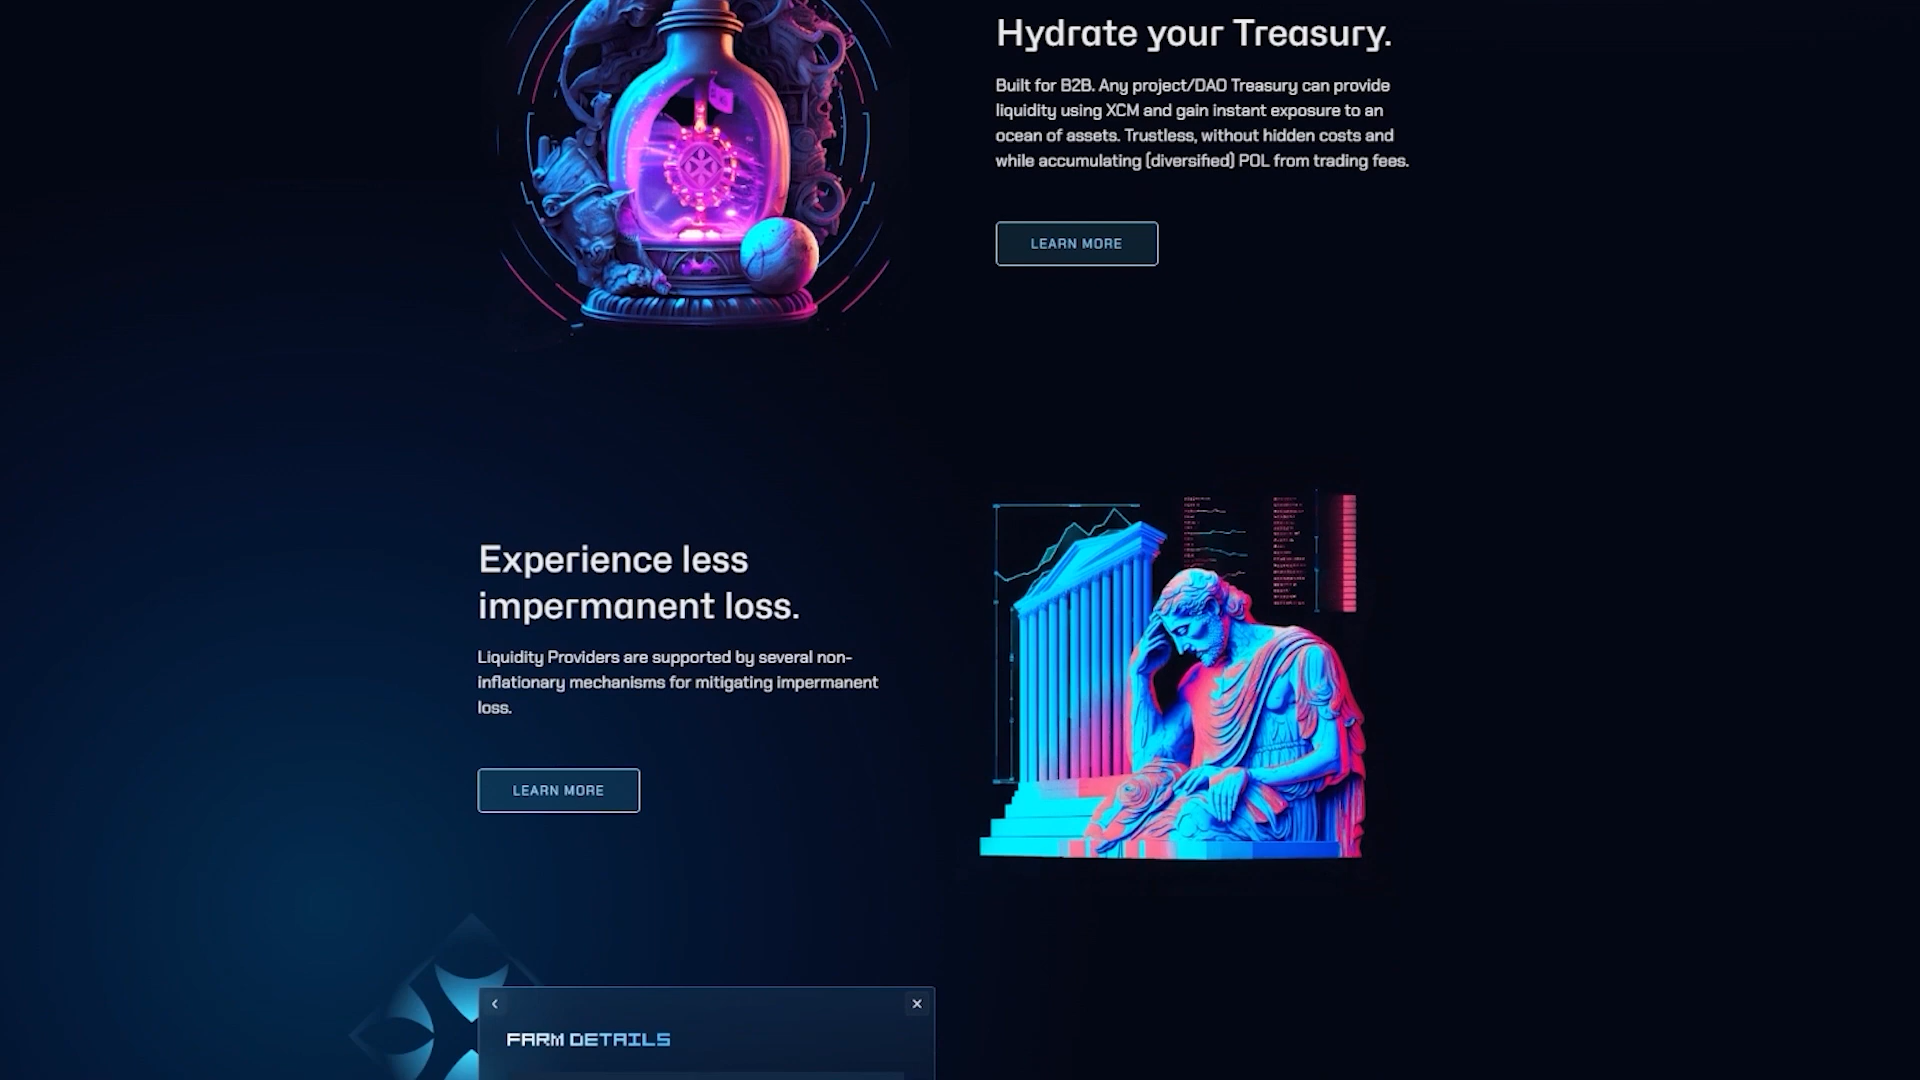 Hydrate your Treasury.
Built for B2B. Any project/DAO Treasury can provide
liquidity using XCM and gain instant exposure to an
ocean of assets. Trustless, without hidden costs and
while accumulating (diversified) POL from trading fees.
LEARN MORE
Experience less
impermanent loss.
Liquidity Providers are supported by several non-
inflationary mechanisms for mitigating impermanent
loss.
LEARN MORE
FARM DETAILS